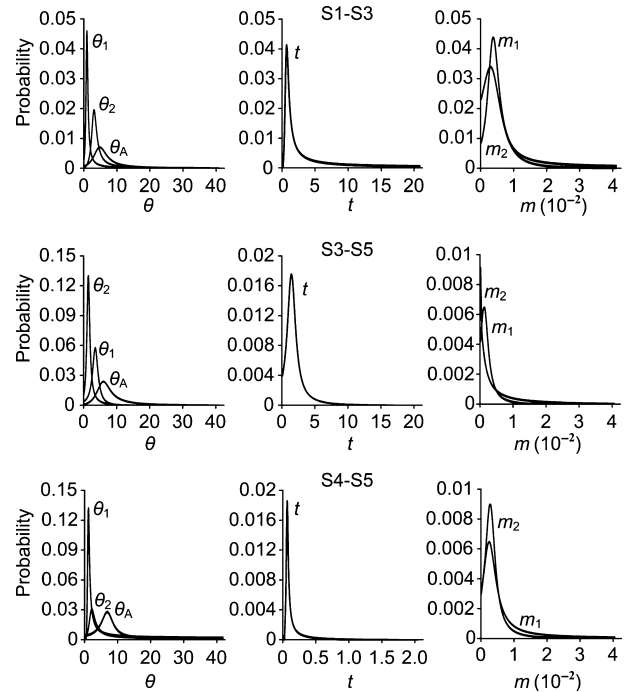 S1–S3
Probability
0.05
0.04
0.03
0.02
0.01
0
θ1
θ2
θA
0 10 20 30 40
θ
0.05
0.04
0.03
0.02
0.01
0
t
0 5 10 15 20
t
0.05
0.04
0.03
0.02
0.01
0
m1
m2
0 1 2 3 4
m (10⁻²)
S3–S5
Probability
0.15
0.12
0.09
0.06
0.03
0
θ2
θ1
θA
0 10 20 30 40
θ
0.02
0.016
0.012
0.008
0.004
0
t
0 5 10 15 20
t
0.01
0.008
0.006
0.004
0.002
0
m2
m1
0 1 2 3 4
m (10⁻²)
S4–S5
Probability
0.15
0.12
0.09
0.06
0.03
0
θ1
θ2
θA
0 10 20 30 40
θ
0.02
0.016
0.012
0.008
0.004
0
t
0 0.5 1.0 1.5 2.0
t
0.01
0.008
0.006
0.004
0.002
0
m2
m1
0 1 2 3 4
m (10⁻²)